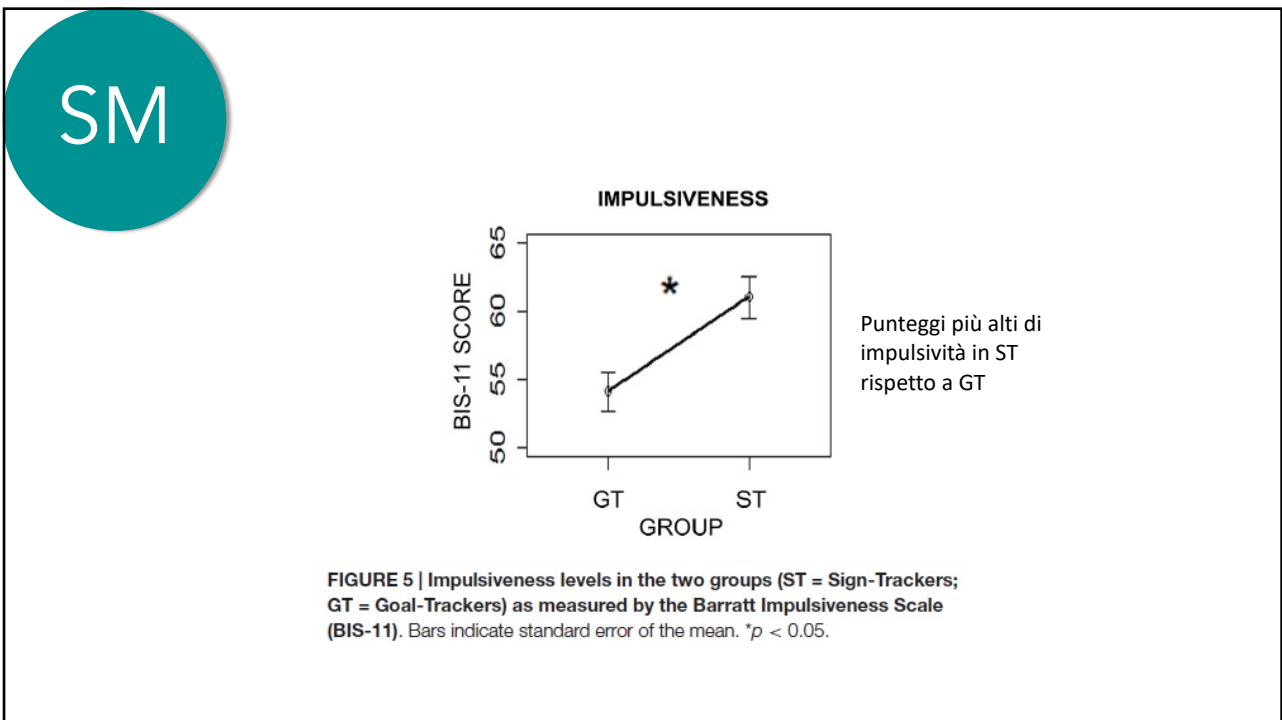 SM
IMPULSIVENESS
BIS-11 SCORE
65
60
55
50
GT ST
GROUP
*
Punteggi più alti di
impulsività in ST
rispetto a GT
FIGURE 5 | Impulsiveness levels in the two groups (ST = Sign-Trackers;
GT = Goal-Trackers) as measured by the Barratt Impulsiveness Scale
(BIS-11). Bars indicate standard error of the mean. *p < 0.05.